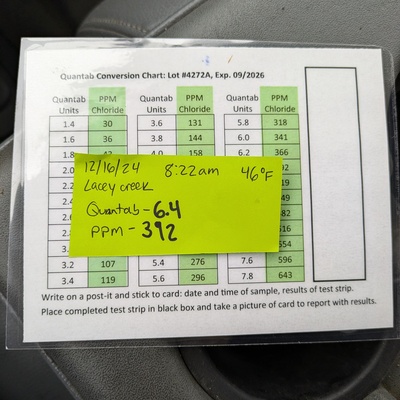 Quantab Conversion Chart: Lot #4272A, Exp. 09/2026
Quantab Units PPM Chloride Quantab Units PPM Chloride Quantab Units PPM Chloride
1.4 30 3.6 131 5.8 318
1.6 36 3.8 144 6.0 341
1.8 42 4.0 158 6.2 366
12/16/24 8:22am 46°F
Lacey creek
Quantab - 6.4
PPM - 392
3.2 107 5.4 276 7.6 596
3.4 119 5.6 296 7.8 643
Write on a post-it and stick to card: date and time of sample, results of test strip.
Place completed test strip in black box and take a picture of card to report with results.